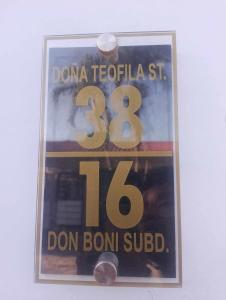 DOÑA TEOFILA ST.
38
16
DON BONI SUBD.